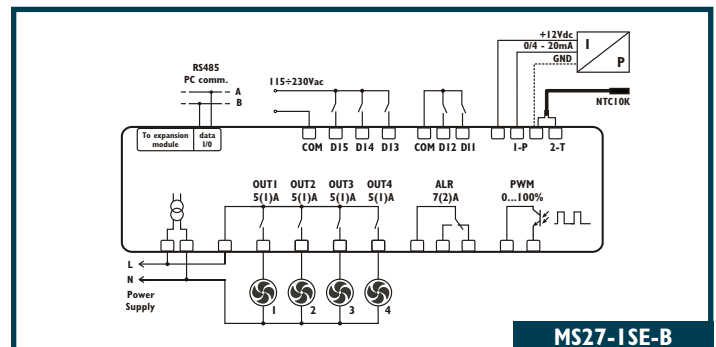 +12Vdc
0/4 - 20mA
GND
I
P
NTC10K
RS485
PC comm.
A
B
115÷230Vac
To expansion
module
data
I/0
COM DI5 DI4 DI3
COM DI2 DI1
1-P
2-T
OUT1 OUT2 OUT3 OUT4
5(1)A 5(1)A 5(1)A 5(1)A
ALR
7(2)A
PWM
0...100%
L
N
Power
Supply
1 2 3 4
MS27-1SE-B